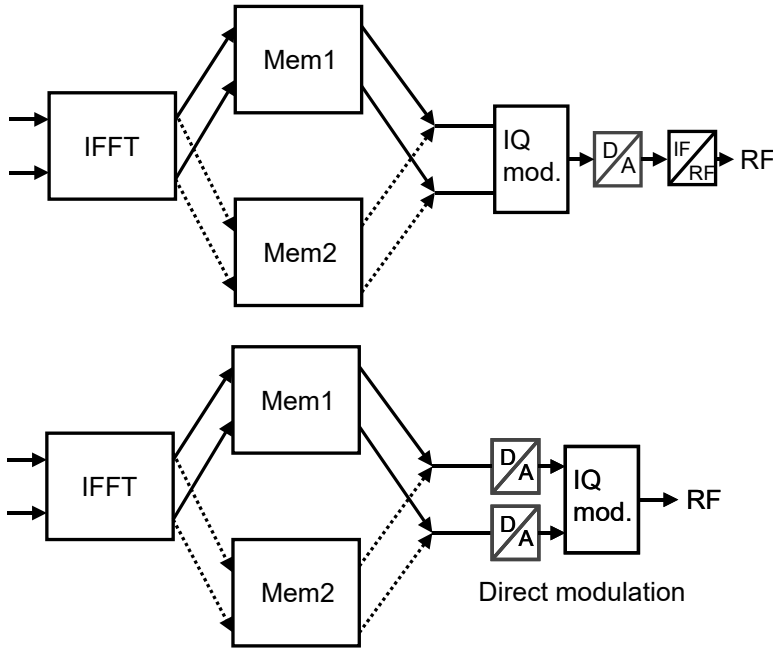 Mem1
IFFT
IQ
mod.
D
A
IF
RF
RF
Mem2
Mem1
IFFT
D
A
IQ
mod.
RF
D
A
Mem2
Direct modulation